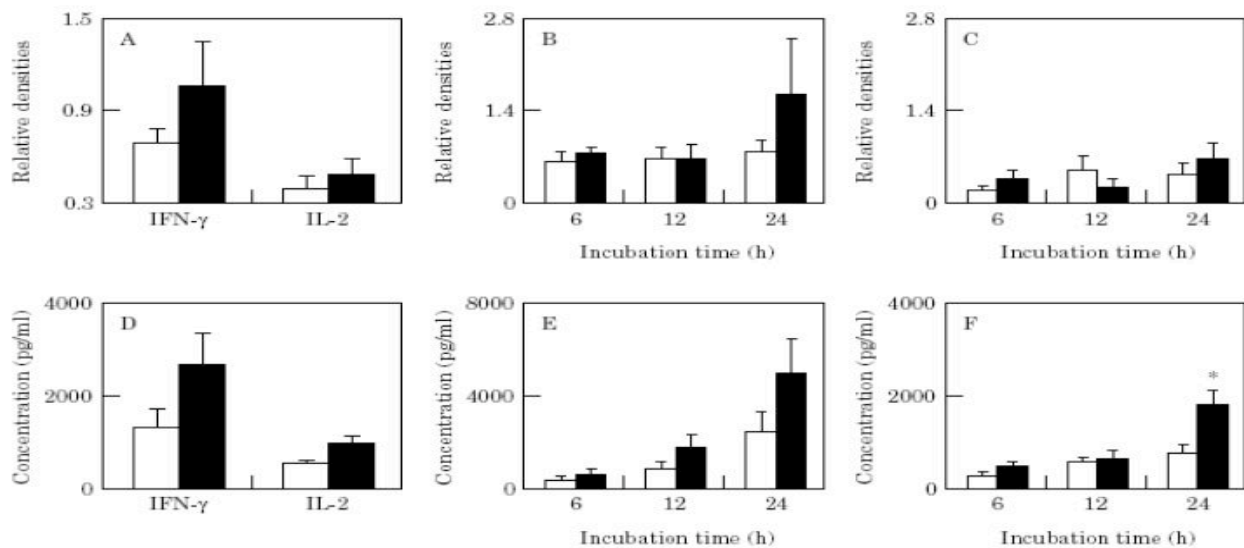 A
Relative densities
1.5
0.9
0.3
IFN-γ IL-2
B
Relative densities
2.8
1.4
0
6 12 24
Incubation time (h)
C
Relative densities
2.8
1.4
0
6 12 24
Incubation time (h)
D
Concentration (pg/ml)
4000
2000
0
IFN-γ IL-2
E
Concentration (pg/ml)
8000
4000
0
6 12 24
Incubation time (h)
F
Concentration (pg/ml)
4000
2000
0
*
6 12 24
Incubation time (h)